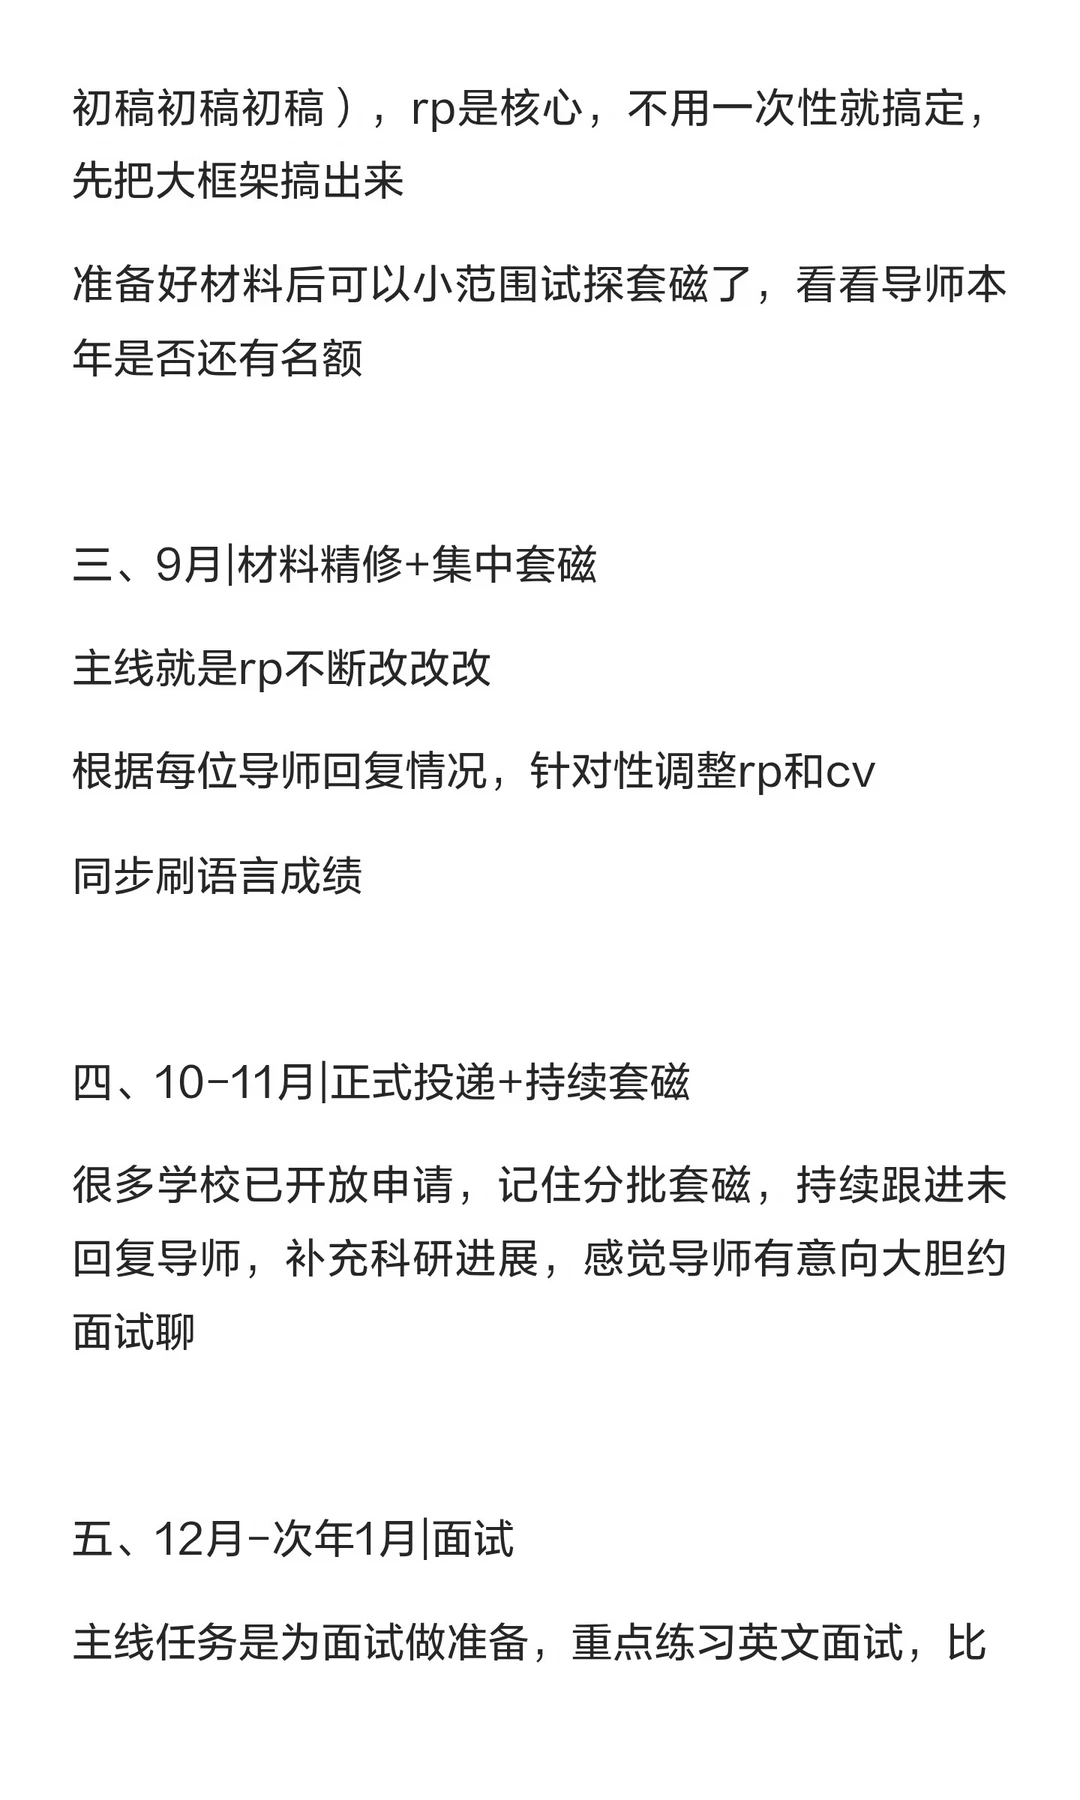 初稿初稿初稿），rp是核心，不用一次性就搞定，
先把大框架搞出来
准备好材料后可以小范围试探套磁了，看看导师本
年是否还有名额
三、9月|材料精修+集中套磁
主线就是rp不断改改改
根据每位导师回复情况，针对性调整rp和cv
同步刷语言成绩
四、10-11月|正式投递+持续套磁
很多学校已开放申请，记住分批套磁，持续跟进未
回复导师，补充科研进展，感觉导师有意向大胆约
面试聊
五、12月-次年1月|面试
主线任务是为面试做准备，重点练习英文面试，比